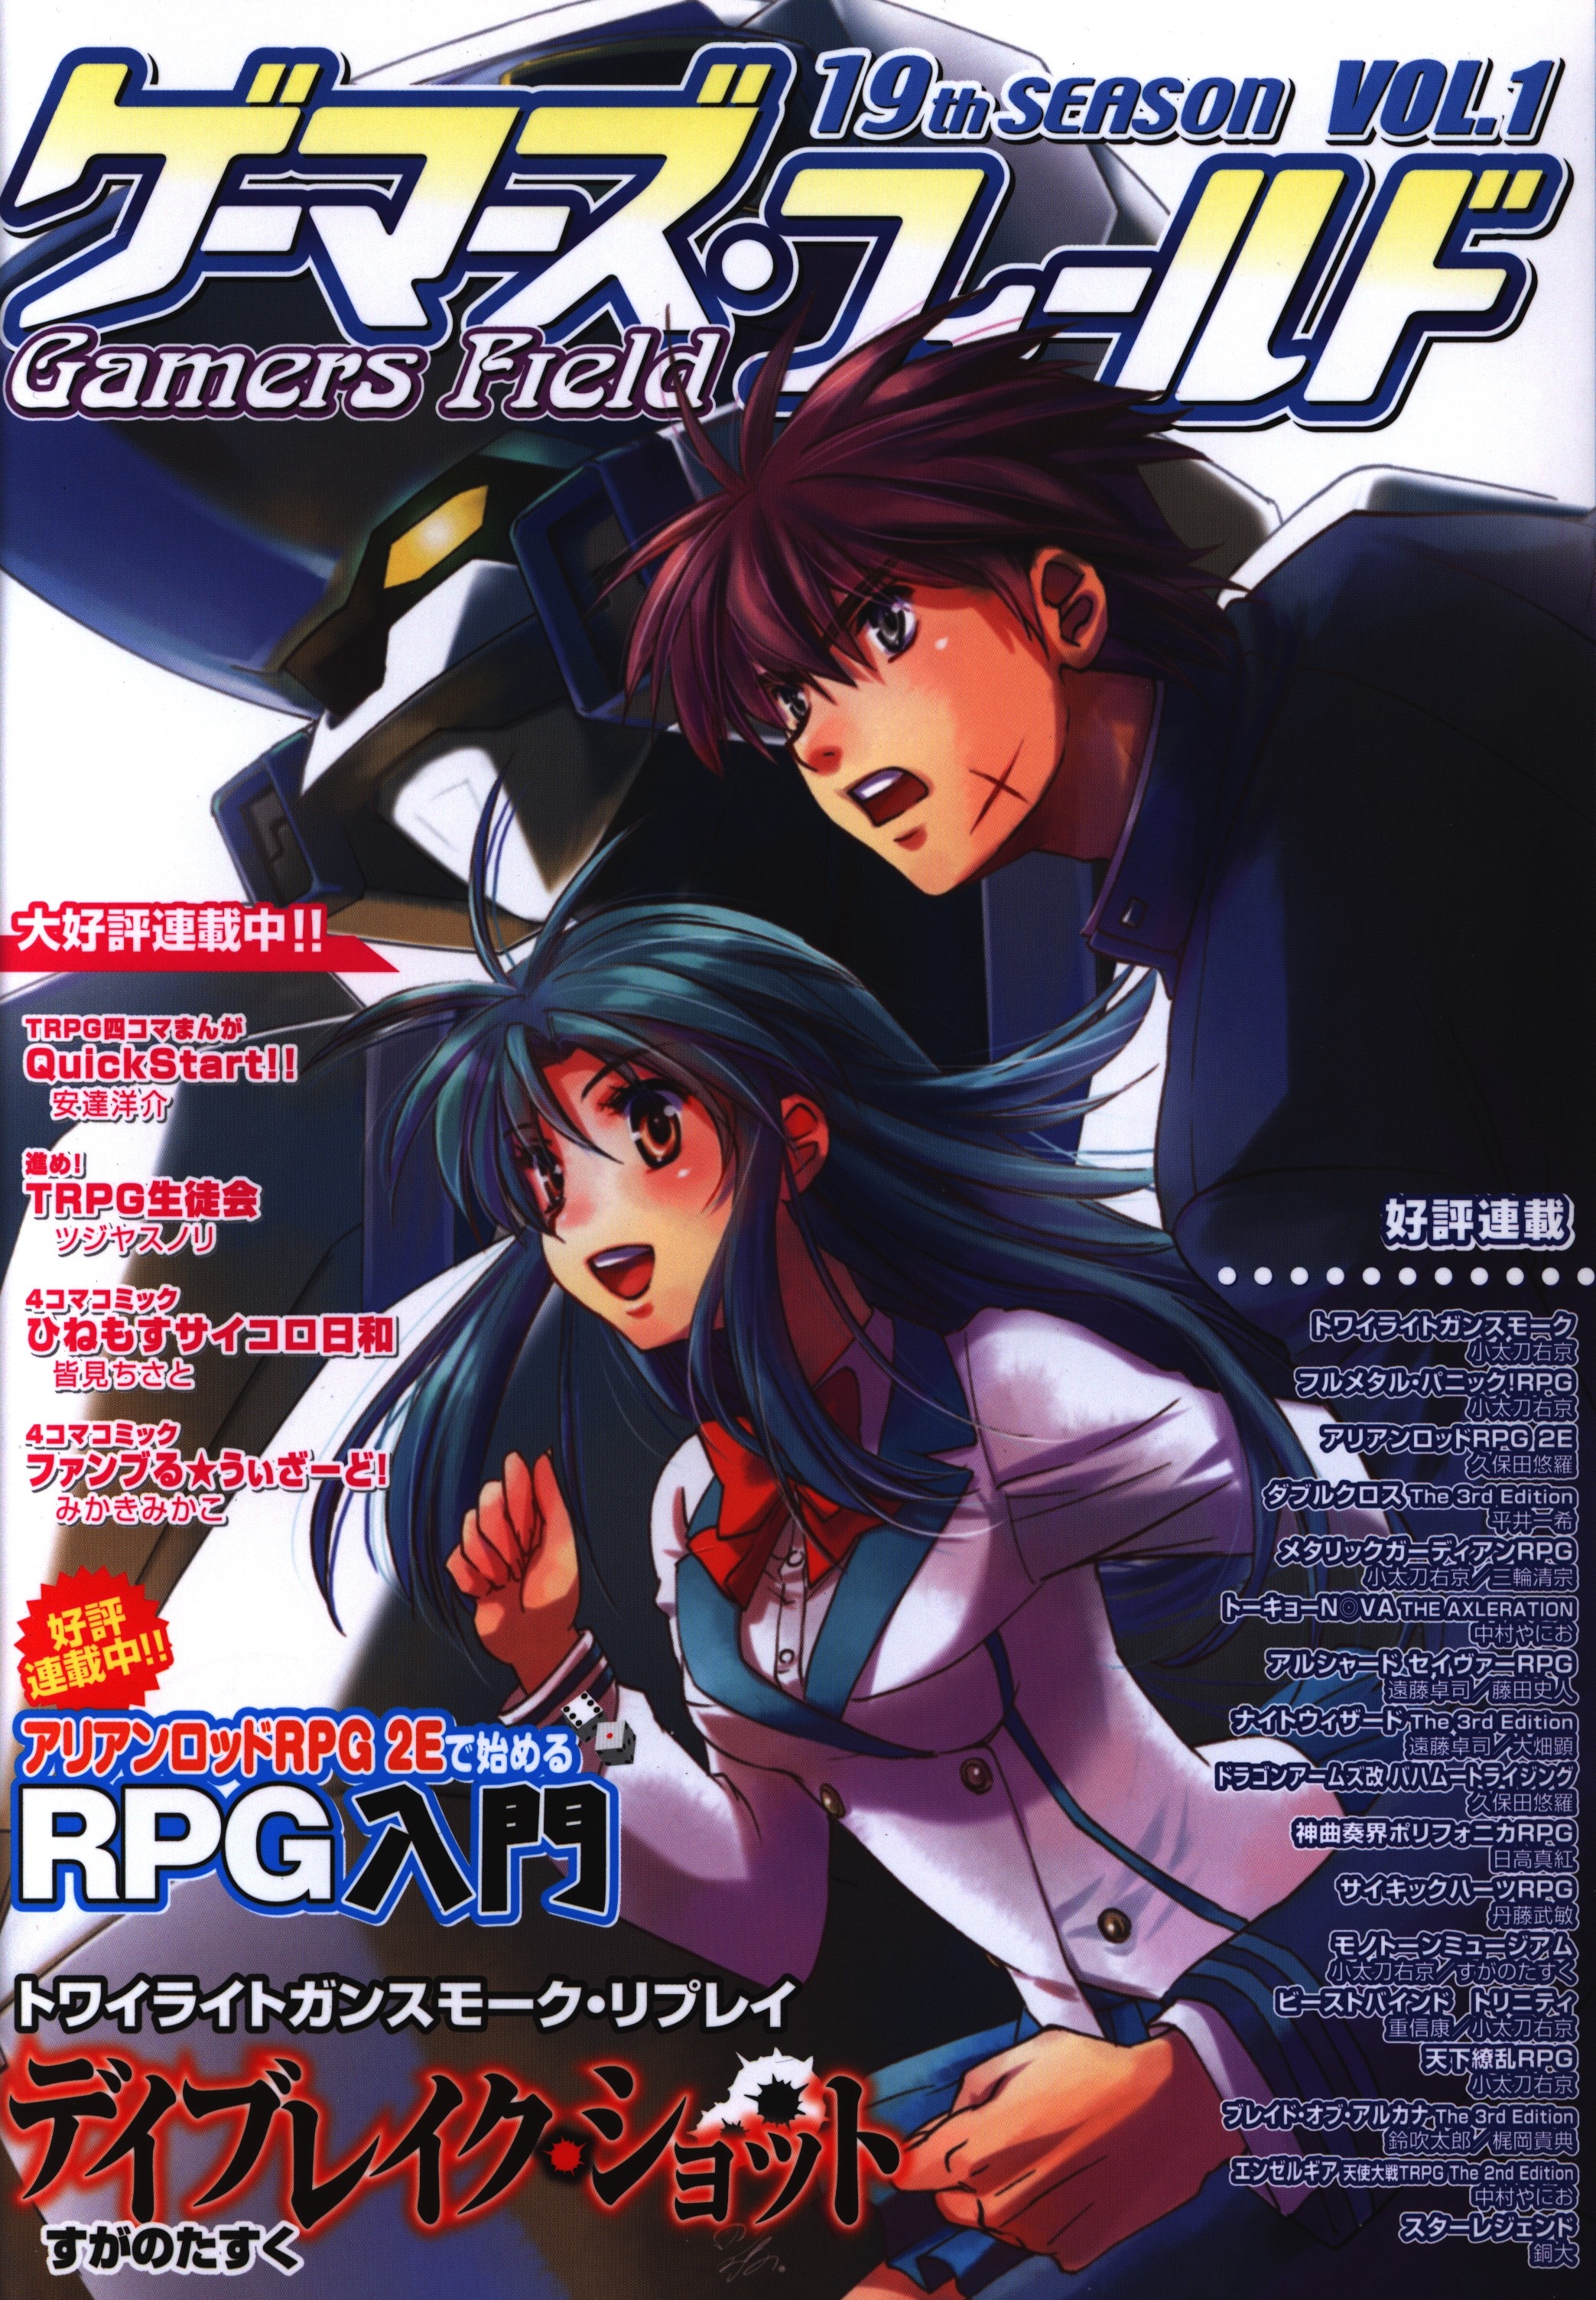 19th SEASON VOL.1
ゲーマーズ・フィールド
Gamers Field
大好評連載中!!
TRPG四コマまんが
QuickStart!!
安達洋介
進め!
TRPG生徒会
ツジヤスノリ
4コマコミック
ひねもすサイコロ日和
皆見ちさと
4コマコミック
ファンブる★うぃざーど!
みかきみかこ
好評
連載中!!
アリアンロッドRPG 2Eで始める
RPG入門
トワイライトガンスモーク・リプレイ
デイブレイク・ショット
すがのたすく
好評連載
トワイライトガンスモーク
小太刀右京
フルメタル・パニック!RPG
小太刀右京
アリアンロッドRPG 2E
久保田悠羅
ダブルクロス The 3rd Edition
平井一希
メタリックガーディアンRPG
小太刀右京／三輪清宗
トーキョーN◎VA THE AXLERATION
中村やにお
アルシャード セイヴァーRPG
遠藤卓司／藤田史人
ナイトウィザード The 3rd Edition
遠藤卓司／大畑顕
ドラゴンアームズ改 バハムートライジング
久保田悠羅
神曲奏界ポリフォニカRPG
日高真紅
サイキックハーツRPG
丹藤武敏
モノトーンミュージアム
小太刀右京／すがのたすく
ビーストバインド トリニティ
重信康／小太刀右京
天下繚乱RPG
小太刀右京
ブレイド・オブ・アルカナ The 3rd Edition
鈴吹太郎／梶岡貴典
エンゼルギア 天使大戦TRPG The 2nd Edition
中村やにお
スターレジェンド
銅大